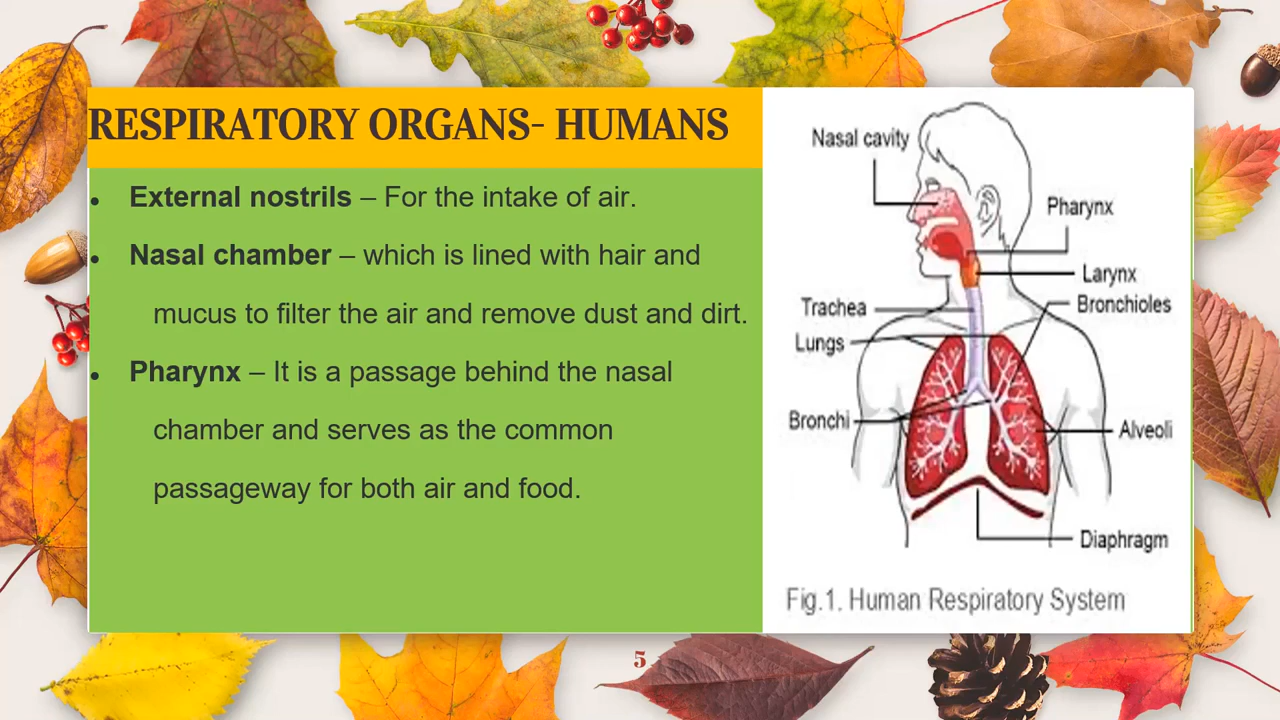 RESPIRATORY ORGANS- HUMANS
• External nostrils – For the intake of air.
• Nasal chamber – which is lined with hair and
mucus to filter the air and remove dust and dirt.
• Pharynx – It is a passage behind the nasal
chamber and serves as the common
passageway for both air and food.
Nasal cavity
Pharynx
Larynx
Bronchioles
Trachea
Lungs
Bronchi
Alveoli
Diaphragm
Fig.1. Human Respiratory System
5